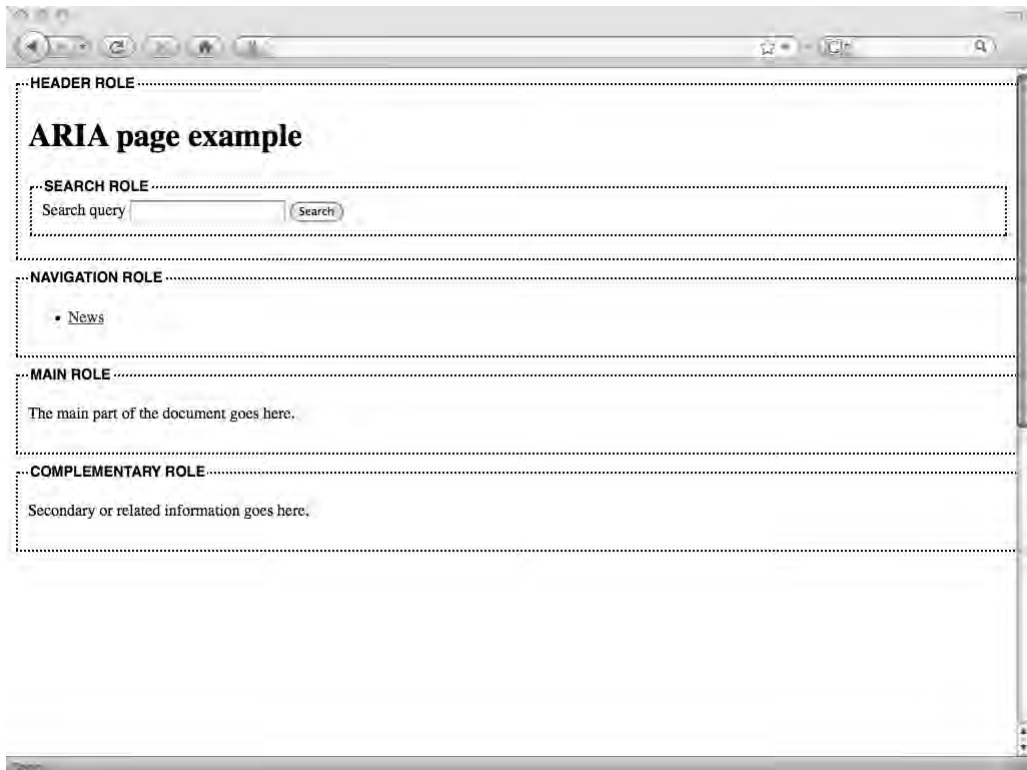 HEADER ROLE
ARIA page example
SEARCH ROLE
Search query Search
NAVIGATION ROLE
• News
MAIN ROLE
The main part of the document goes here.
COMPLEMENTARY ROLE
Secondary or related information goes here.